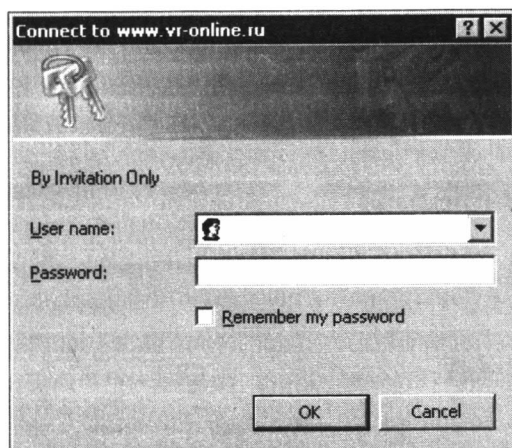 Connect to www.vr-online.ru
By Invitation Only
User name:
Password:
Remember my password
OK
Cancel